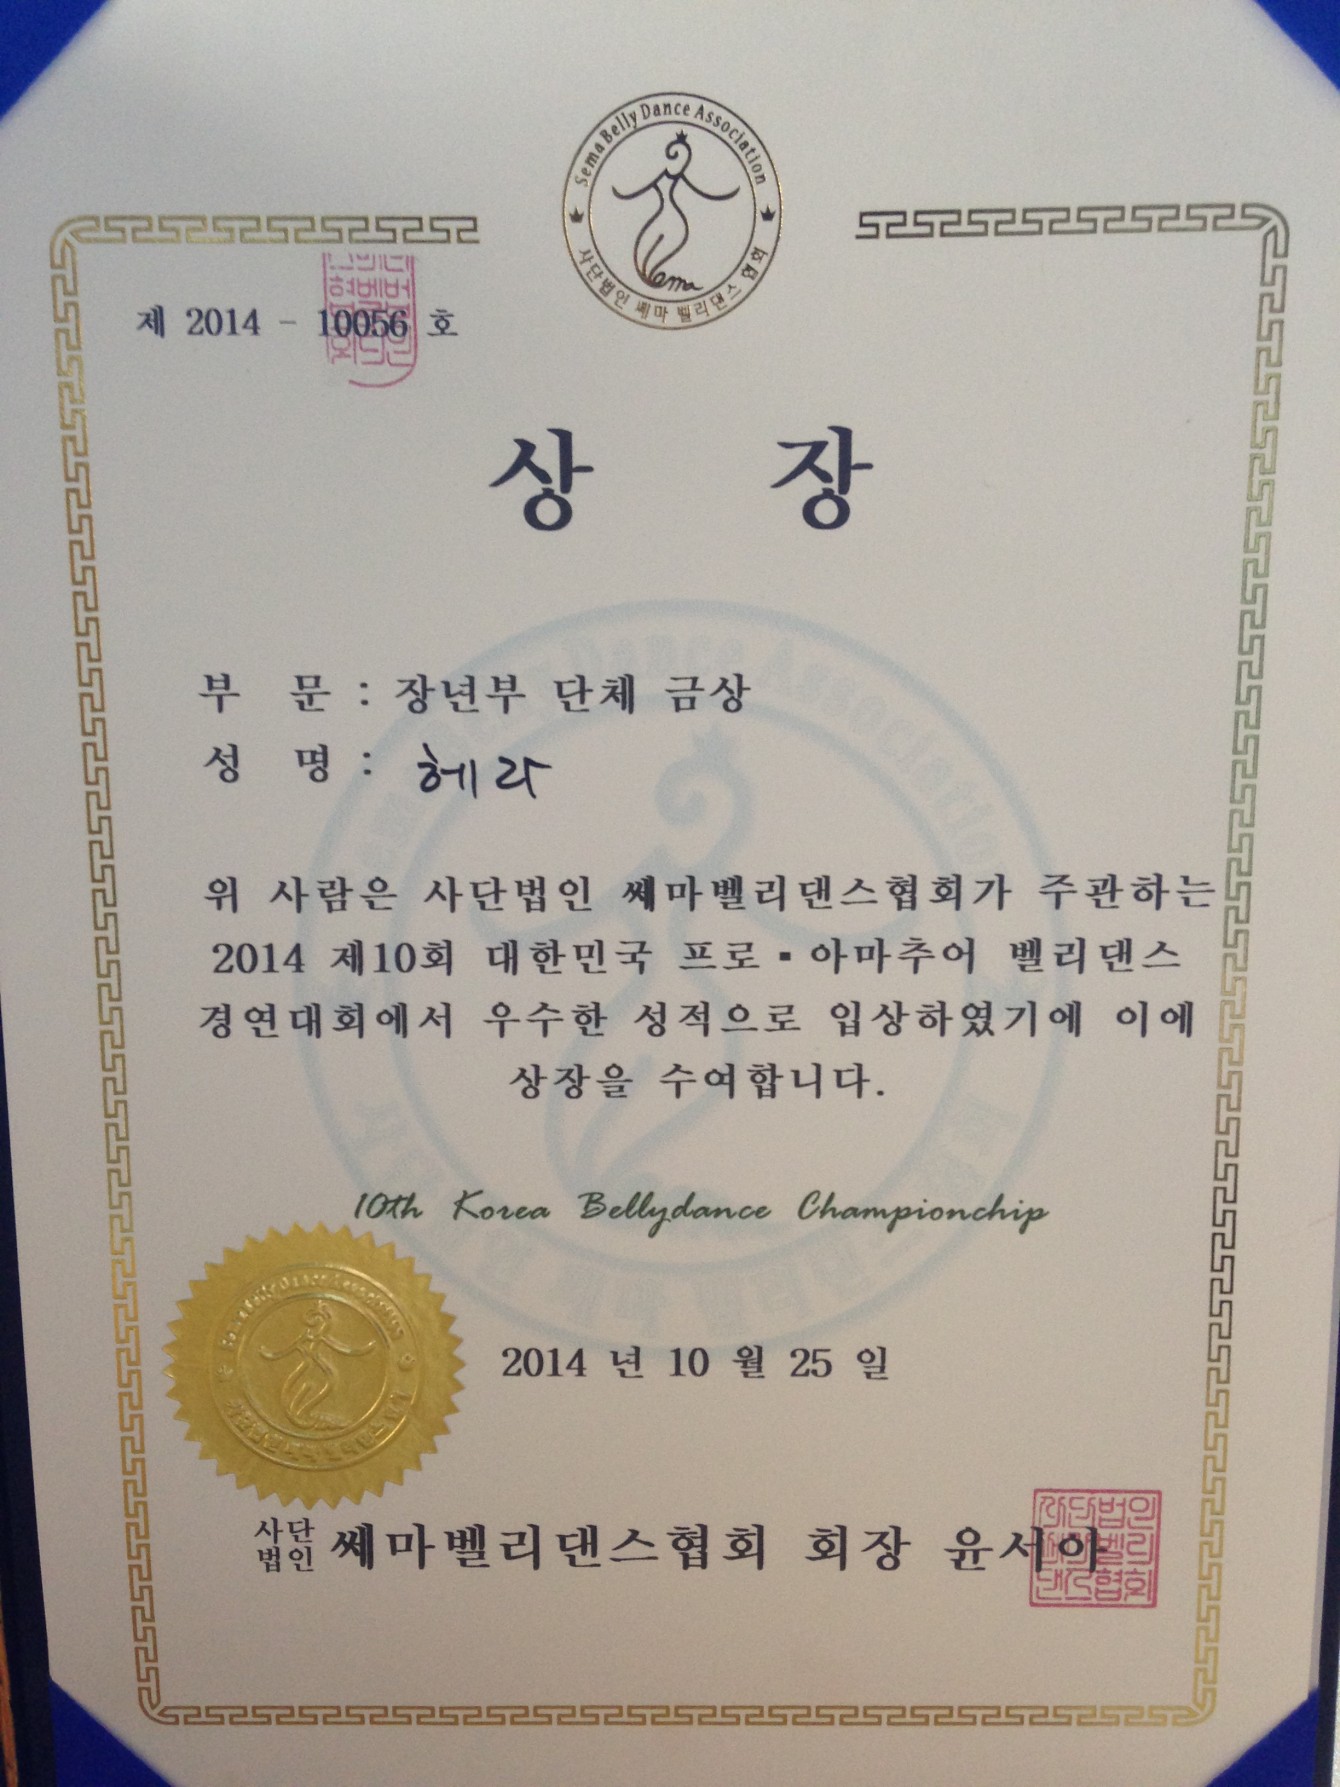 Sema Belly Dance Association
Sema
사단법인 쎄마 벨리댄스 협회
제 2014 - 10056 호
상 장
부 문 : 장년부 단체 금상
성 명 : 헤라
위 사람은 사단법인 쎄마벨리댄스협회가 주관하는
2014 제10회 대한민국 프로·아마추어 벨리댄스
경연대회에서 우수한 성적으로 입상하였기에 이에
상장을 수여합니다.
10th Korea Bellydance Championchip
2014 년 10 월 25 일
사단법인 쎄마벨리댄스협회 회장 윤서아
사단법인
쎄마벨리
댄스협회